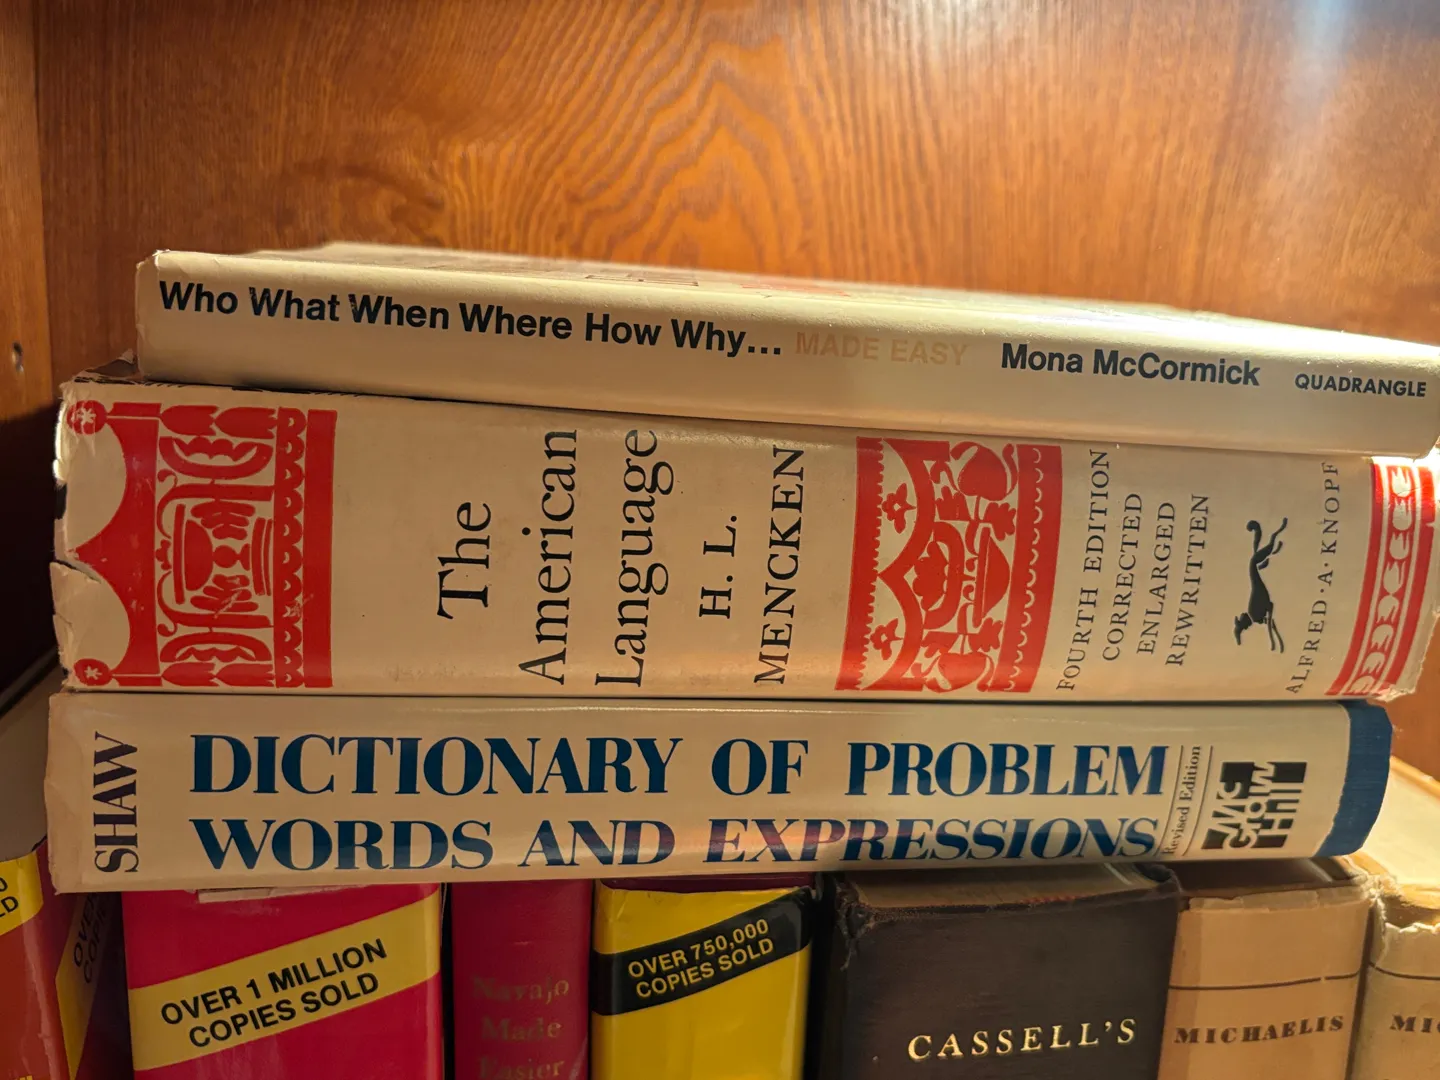 Who What When Where How Why... MADE EASY Mona McCormick QUADRANGLE
The
American
Language
H. L.
MENCKEN
FOURTH EDITION
CORRECTED
ENLARGED
REWRITTEN
ALFRED·A·KNOPF
SHAW
DICTIONARY OF PROBLEM
WORDS AND EXPRESSIONS
Revised Edition
Mc
Graw
Hill
OVER 1 MILLION
COPIES SOLD
Navajo
Made
Easier
OVER 750,000
COPIES SOLD
CASSELL'S
MICHAELIS